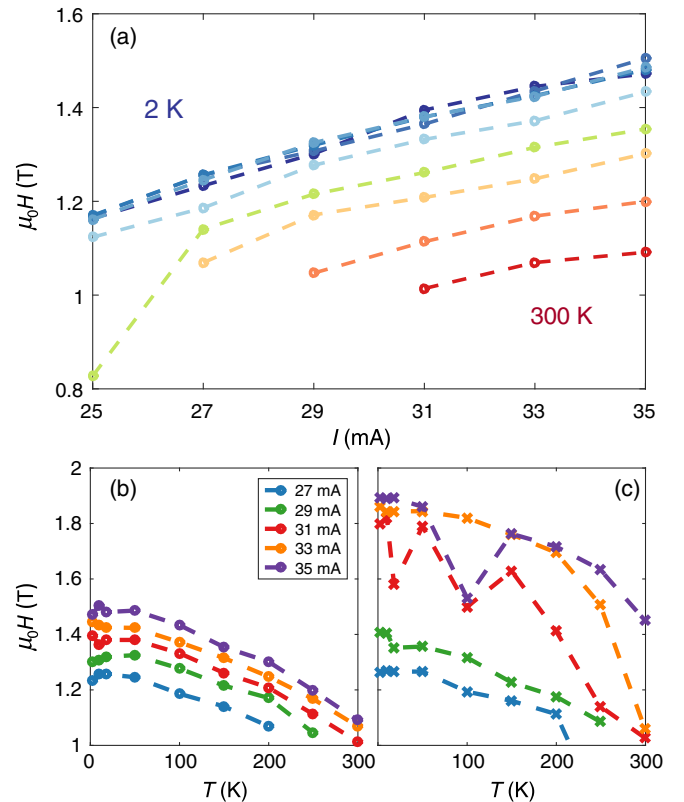 (a)
1.6
1.4
1.2
1
0.8
μ₀H (T)
2 K
300 K
25 27 29 31 33 35
I (mA)
(b)
(c)
27 mA
29 mA
31 mA
33 mA
35 mA
2
1.8
1.6
1.4
1.2
1
μ₀H (T)
0 100 200 300
100 200 300
T (K)
T (K)